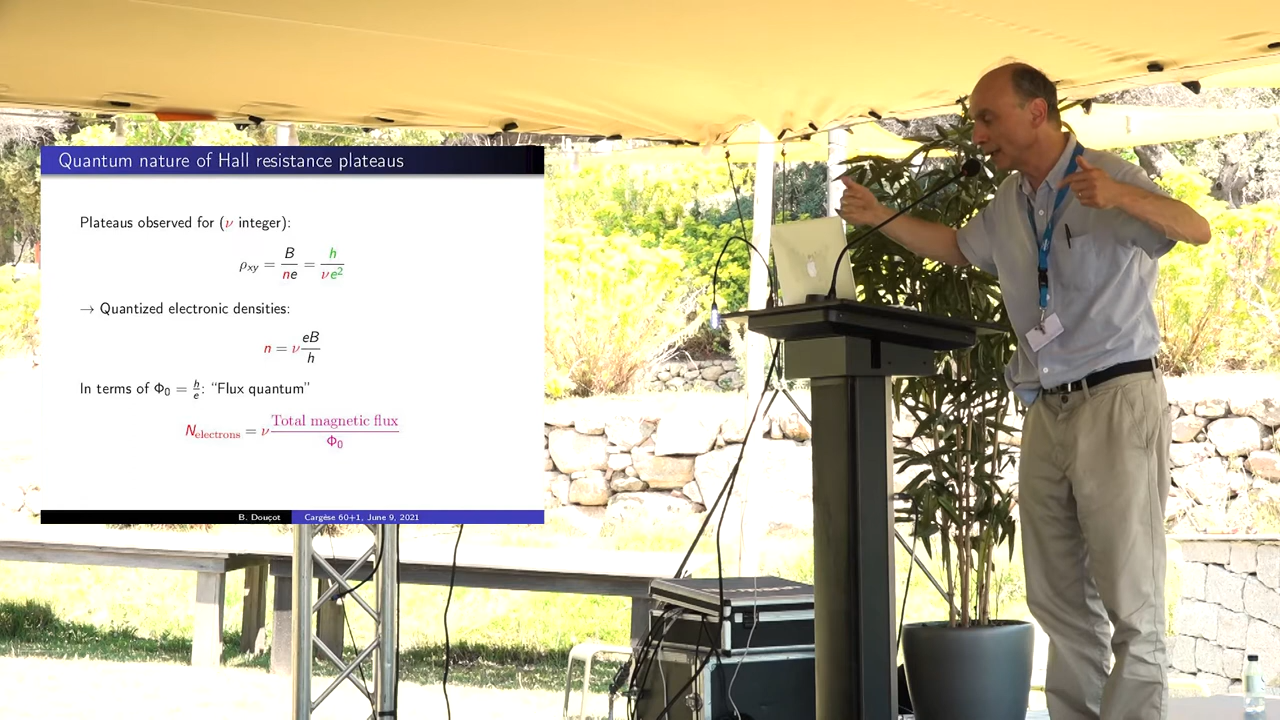 Quantum nature of Hall resistance plateaus
Plateaus observed for (ν integer):
ρxy = B/ne = h/νe²
→ Quantized electronic densities:
n = ν eB/h
In terms of Φ₀ = h/e: “Flux quantum”
Nelectrons = ν Total magnetic flux/Φ₀
B. Douçot Cargèse 60+1, June 9, 2021